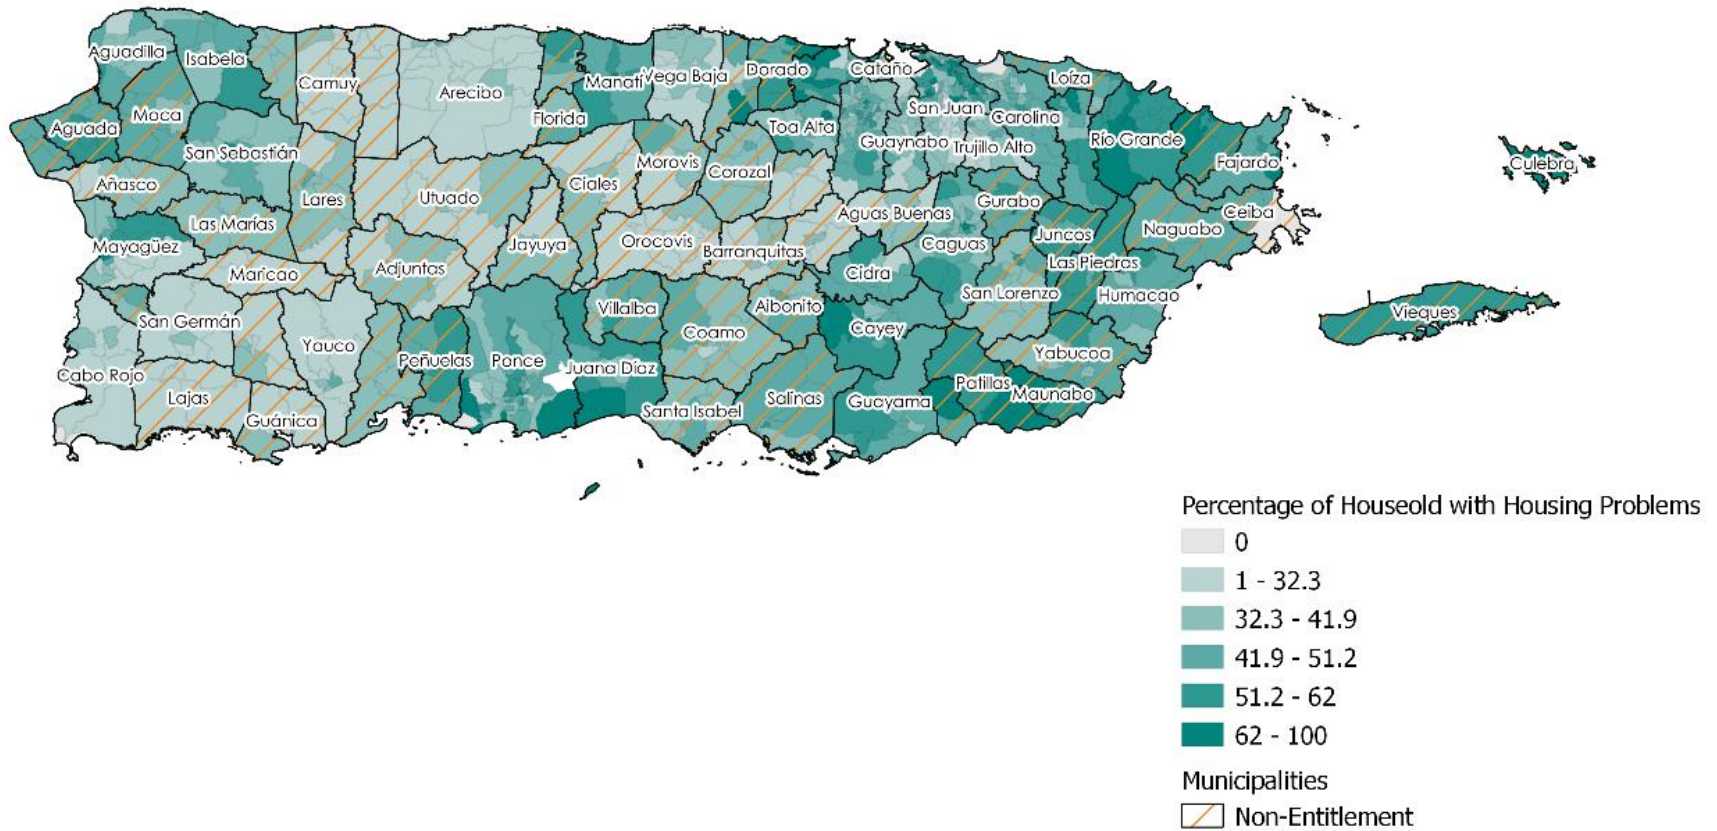 Aguadilla
Isabela
Camuy
Arecibo
Manatí
Vega Baja
Dorado
Cataño
Loíza
Moca
Aguada
Florida
Toa Alta
San Juan
Carolina
Río Grande
San Sebastián
Guaynabo
Trujillo Alto
Fajardo
Culebra
Añasco
Morovis
Corozal
Ciales
Utuado
Lares
Las Marías
Aguas Buenas
Gurabo
Ceiba
Naguabo
Mayagüez
Jayuya
Orocovis
Barranquitas
Caguas
Juncos
Maricao
Adjuntas
Cidra
Las Piedras
San Lorenzo
Humacao
San Germán
Villalba
Aibonito
Vieques
Yauco
Coamo
Cayey
Cabo Rojo
Peñuelas
Ponce
Juana Díaz
Yabucoa
Lajas
Guánica
Santa Isabel
Salinas
Guayama
Patillas
Maunabo
Percentage of Houseold with Housing Problems
0
1 - 32.3
32.3 - 41.9
41.9 - 51.2
51.2 - 62
62 - 100
Municipalities
Non-Entitlement